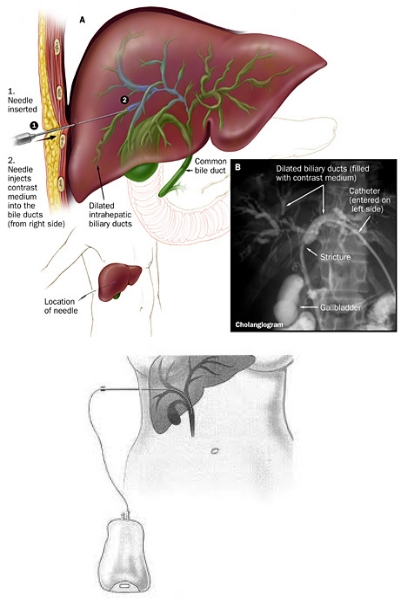 A
1.
Needle
inserted
1
2
2.
Needle
injects
contrast
medium
into the
bile ducts
(from right side)
Common
bile duct
Dilated
intrahepatic
biliary ducts
Location
of needle
B
Dilated biliary ducts (filled
with contrast medium)
Catheter
(entered on
left side)
Stricture
Gallbladder
Cholangiogram